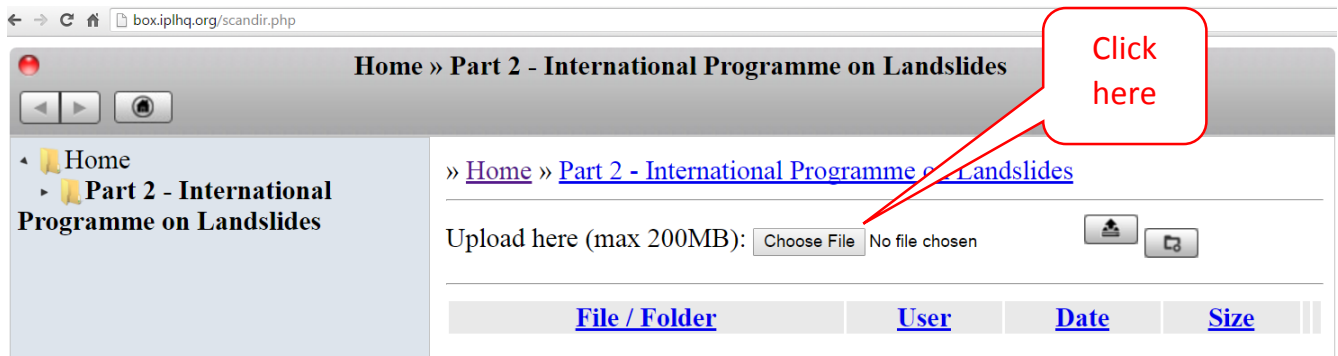 box.iplhq.org/scandir.php
Home » Part 2 - International Programme on Landslides
Click
here
Home
Part 2 - International
Programme on Landslides
» Home » Part 2 - International Programme on Landslides
Upload here (max 200MB): Choose File No file chosen
File / Folder User Date Size